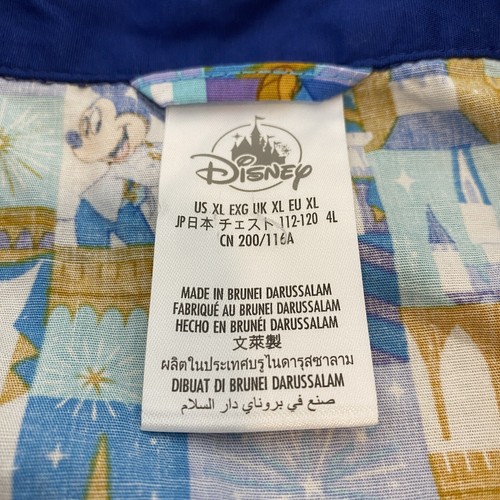 Disney
US XL EXG UK XL EU XL
JP日本 チェスト 112-120 4L
CN 200/116A
MADE IN BRUNEI DARUSSALAM
FABRIQUÉ AU BRUNEI DARUSSALAM
HECHO EN BRUNÉI DARUSSALAM
文萊製
ผลิตในประเทศบรูไนดารุสซาลาม
DIBUAT DI BRUNEI DARUSSALAM
صنع في بروناي دار السلام